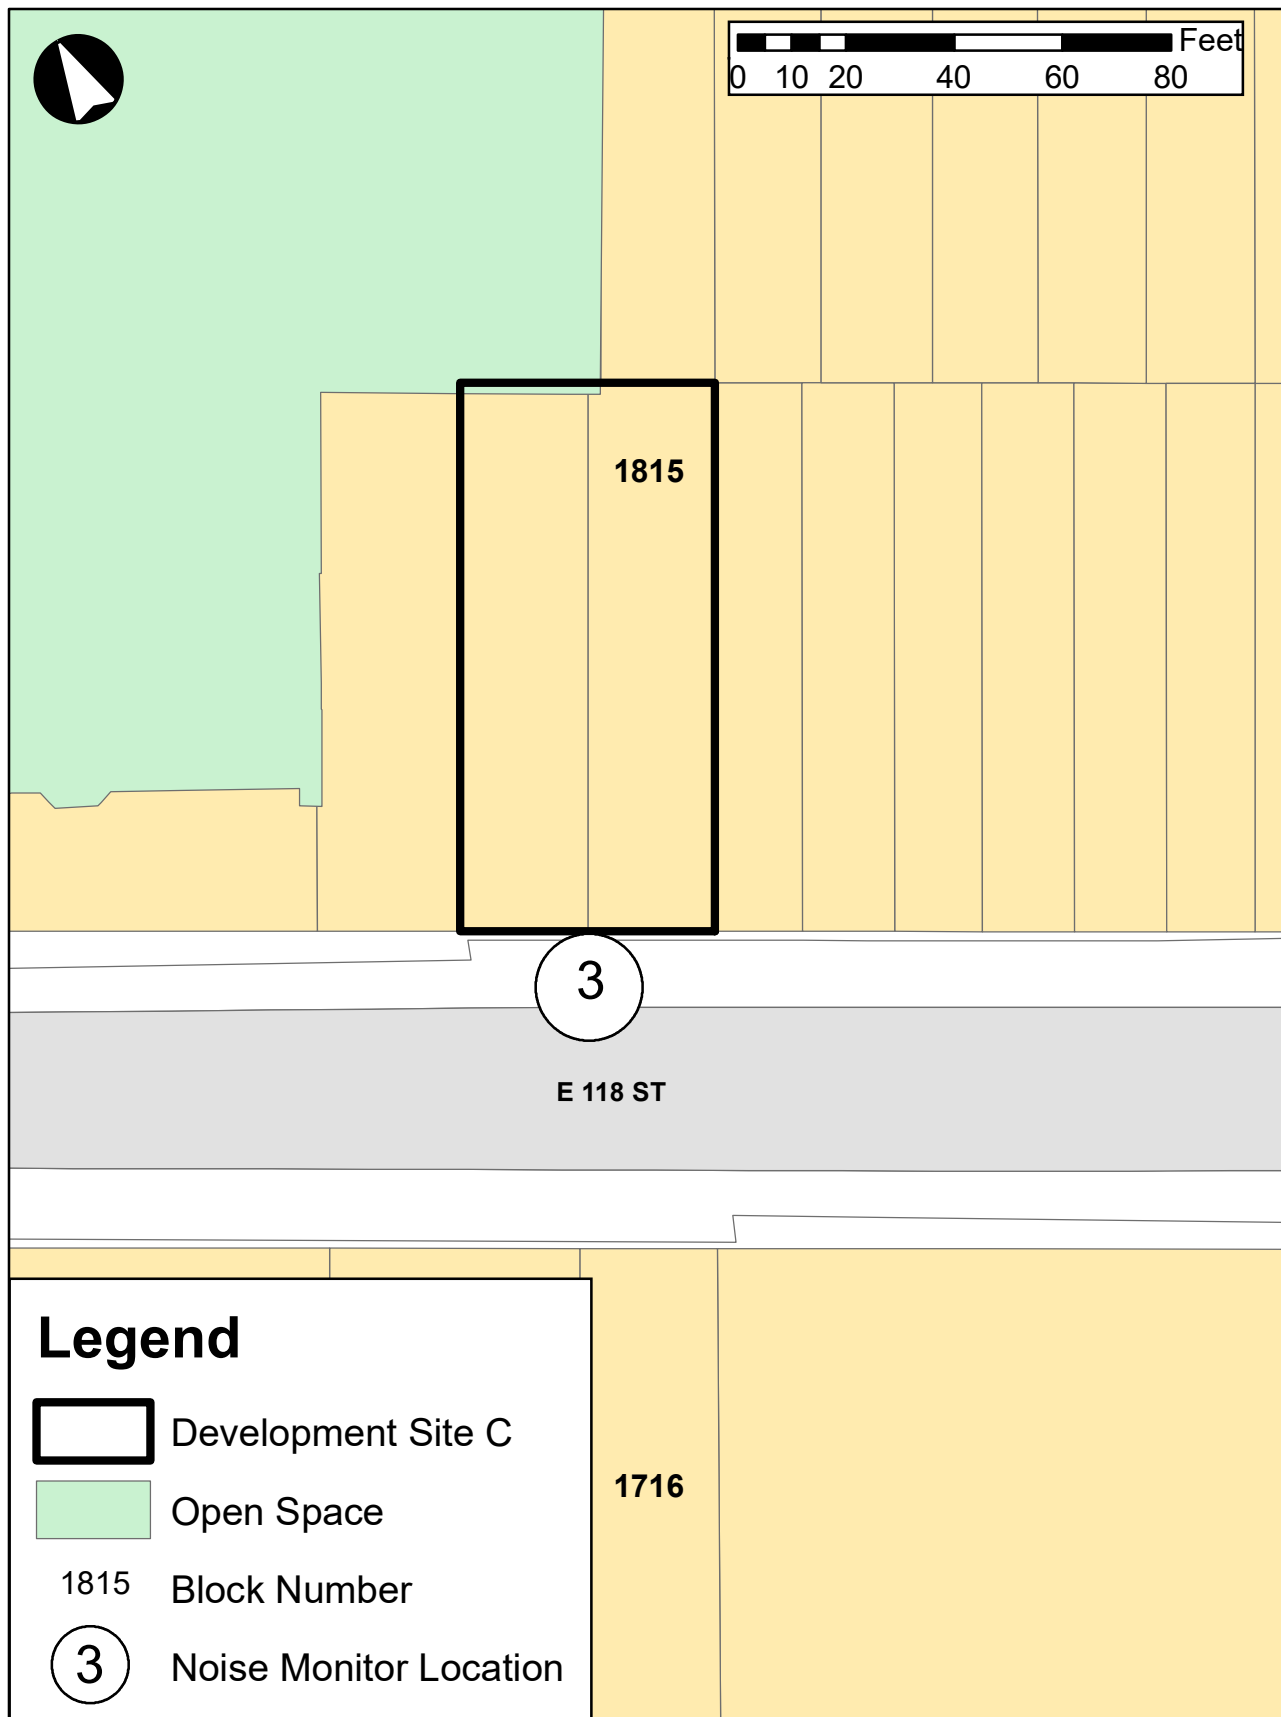 Feet
0 10 20 40 60 80
1815
3
E 118 ST
Legend
Development Site C
Open Space
1815 Block Number
3 Noise Monitor Location
1716